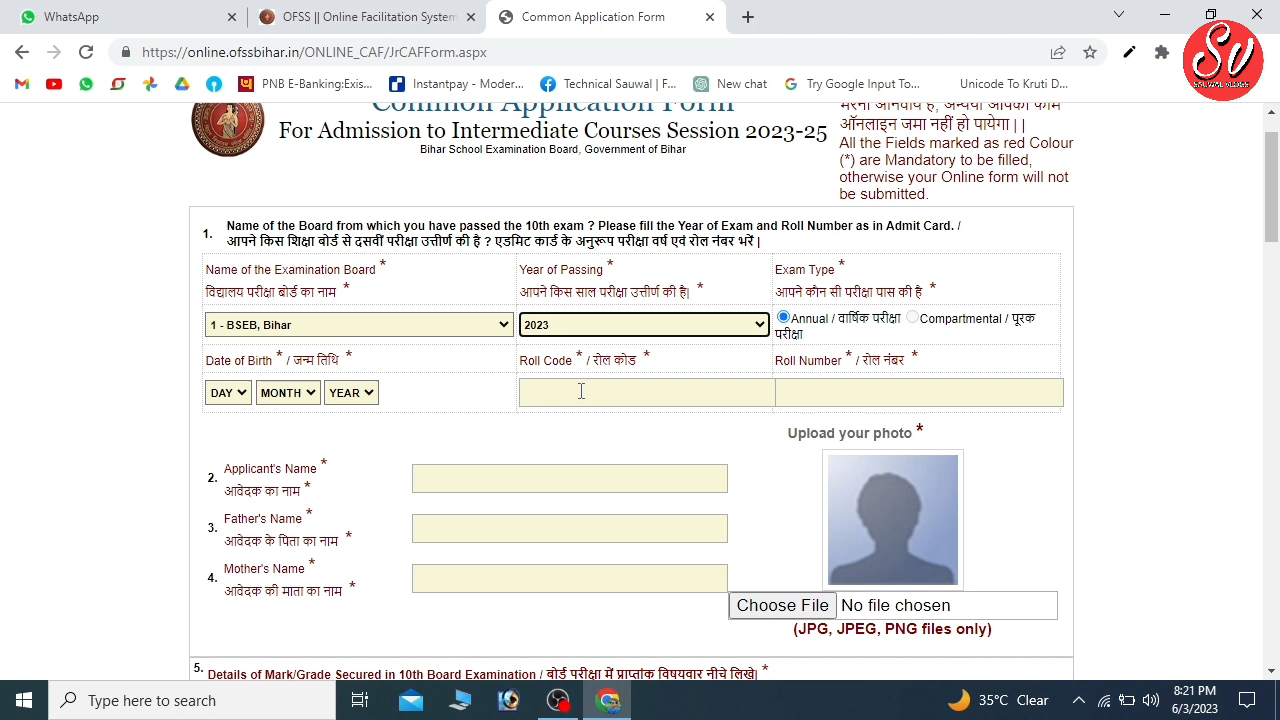 WhatsApp
OFSS || Online Facilitation System
Common Application Form
https://online.ofssbihar.in/ONLINE_CAF/JrCAFForm.aspx
SV
SAUWAL VLOGS
PNB E-Banking:Exis...
Instantpay - Moder...
Technical Sauwal | F...
New chat
Try Google Input To...
Unicode To Kruti D...
Common Application Form
For Admission to Intermediate Courses Session 2023-25
Bihar School Examination Board, Government of Bihar
भरना अनिवार्य है, अन्यथा आपका फॉर्म
ऑनलाइन जमा नहीं हो पायेगा | |
All the Fields marked as red Colour
(*) are Mandatory to be filled,
otherwise your Online form will not
be submitted.
1. Name of the Board from which you have passed the 10th exam ? Please fill the Year of Exam and Roll Number as in Admit Card. /
आपने किस शिक्षा बोर्ड से दसवीं परीक्षा उत्तीर्ण की है ? एडमिट कार्ड के अनुरूप परीक्षा वर्ष एवं रोल नंबर भरें |
Name of the Examination Board * Year of Passing * Exam Type *
विद्यालय परीक्षा बोर्ड का नाम * आपने किस साल परीक्षा उत्तीर्ण की है| * आपने कौन सी परीक्षा पास की है *
1 - BSEB, Bihar 2023 Annual / वार्षिक परीक्षा Compartmental / पूरक
परीक्षा
Date of Birth * / जन्म तिथि * Roll Code * / रोल कोड * Roll Number * / रोल नंबर *
DAY MONTH YEAR
Upload your photo *
2. Applicant's Name *
आवेदक का नाम *
3. Father's Name *
आवेदक के पिता का नाम *
4. Mother's Name *
आवेदक की माता का नाम *
Choose File No file chosen
(JPG, JPEG, PNG files only)
5. Details of Mark/Grade Secured in 10th Board Examination / बोर्ड परीक्षा में प्राप्तांक विषयवार नीचे लिखे| *
Type here to search
35°C Clear
8:21 PM
6/3/2023